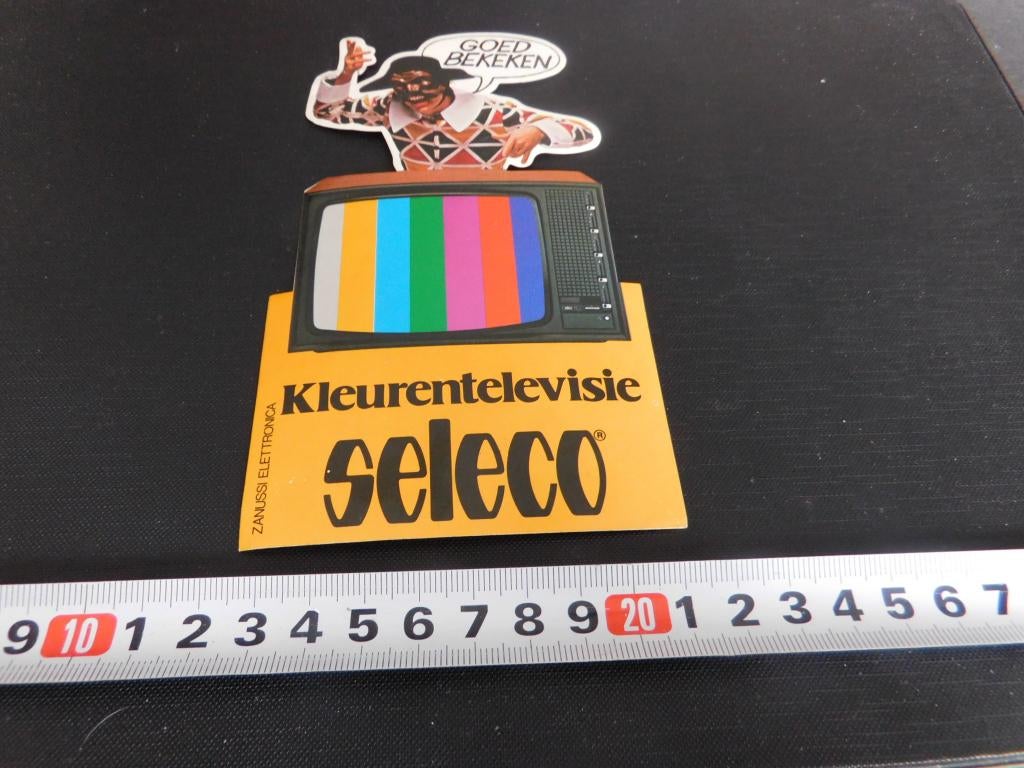 GOED
BEKEKEN
Kleurentelevisie
seleco®
ZANUSSI ELETTRONICA
9 10 1 2 3 4 5 6 7 8 9 20 1 2 3 4 5 6 7